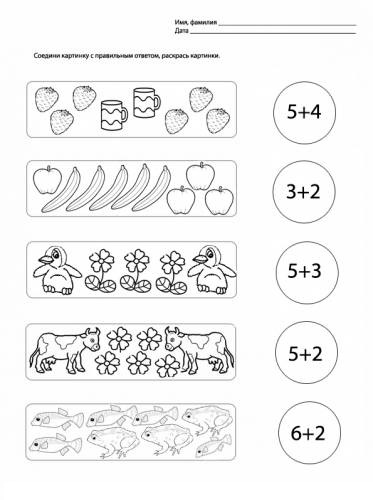 Имя, фамилия
Дата
Соедини картинку с правильным ответом, раскрась картинки.
5+4
3+2
5+3
5+2
6+2